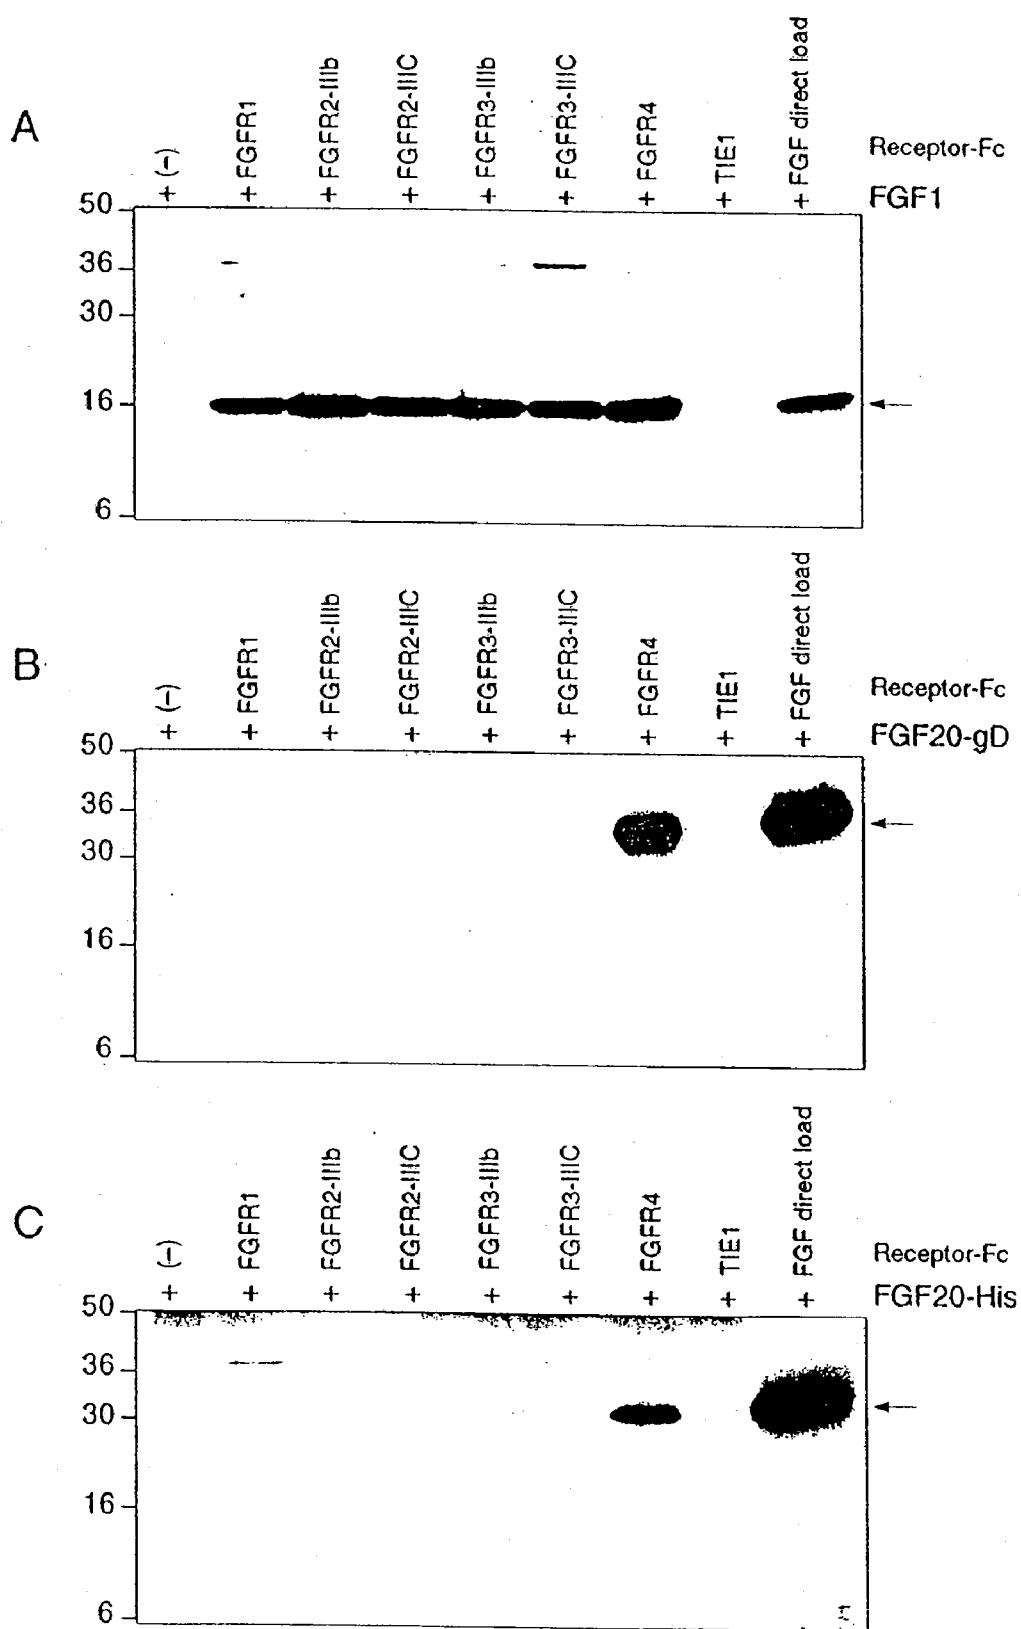 A
+ (–)
+ FGFR1
+ FGFR2-IIIb
+ FGFR2-IIIC
+ FGFR3-IIIb
+ FGFR3-IIIC
+ FGFR4
+ TIE1
+ FGF direct load
Receptor-Fc
FGF1
50
36
30
16
6
B
+ (–)
+ FGFR1
+ FGFR2-IIIb
+ FGFR2-IIIC
+ FGFR3-IIIb
+ FGFR3-IIIC
+ FGFR4
+ TIE1
+ FGF direct load
Receptor-Fc
FGF20-gD
50
36
30
16
6
C
+ (–)
+ FGFR1
+ FGFR2-IIIb
+ FGFR2-IIIC
+ FGFR3-IIIb
+ FGFR3-IIIC
+ FGFR4
+ TIE1
+ FGF direct load
Receptor-Fc
FGF20-His
50
36
30
16
6